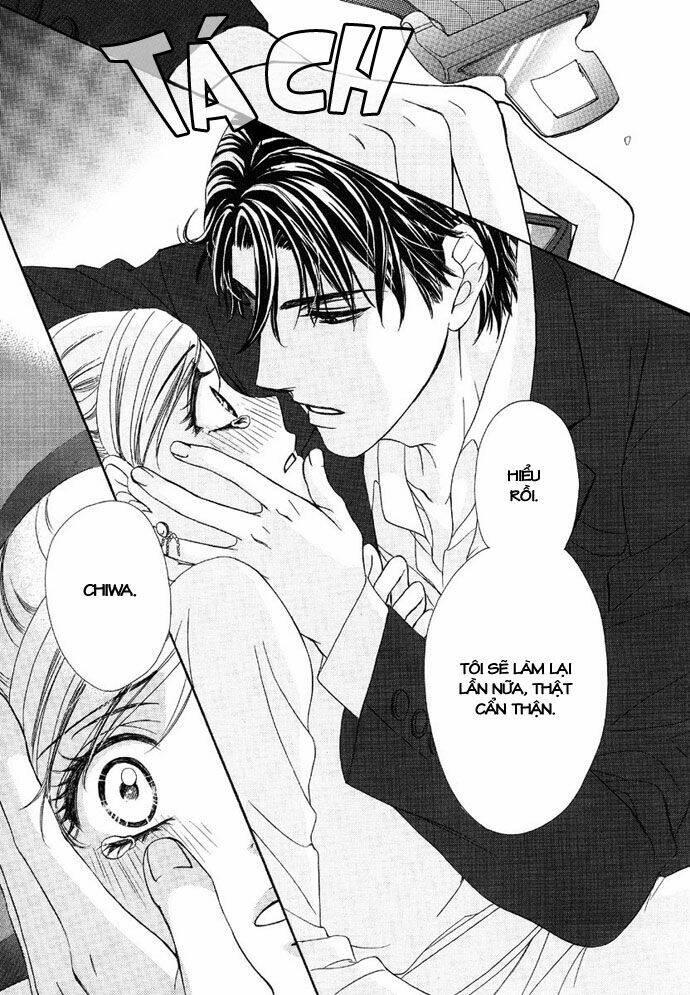 TÁCH
HIỂU
RỒI.
TÔI SẼ LÀM LẠI
LẦN NỮA, THẬT
CẨN THẬN.
CHIWA.